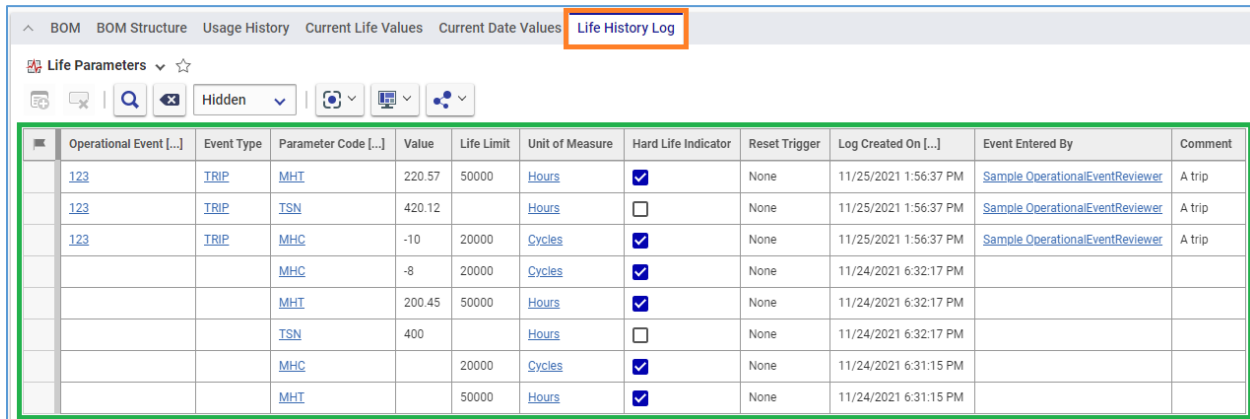 BOM BOM Structure Usage History Current Life Values Current Date Values Life History Log
Life Parameters
Hidden
Operational Event [...] Event Type Parameter Code [...] Value Life Limit Unit of Measure Hard Life Indicator Reset Trigger Log Created On [...] Event Entered By Comment
123 TRIP MHT 220.57 50000 Hours None 11/25/2021 1:56:37 PM Sample OperationalEventReviewer A trip
123 TRIP TSN 420.12 Hours None 11/25/2021 1:56:37 PM Sample OperationalEventReviewer A trip
123 TRIP MHC -10 20000 Cycles None 11/25/2021 1:56:37 PM Sample OperationalEventReviewer A trip
MHC -8 20000 Cycles None 11/24/2021 6:32:17 PM
MHT 200.45 50000 Hours None 11/24/2021 6:32:17 PM
TSN 400 Hours None 11/24/2021 6:32:17 PM
MHC 20000 Cycles None 11/24/2021 6:31:15 PM
MHT 50000 Hours None 11/24/2021 6:31:15 PM